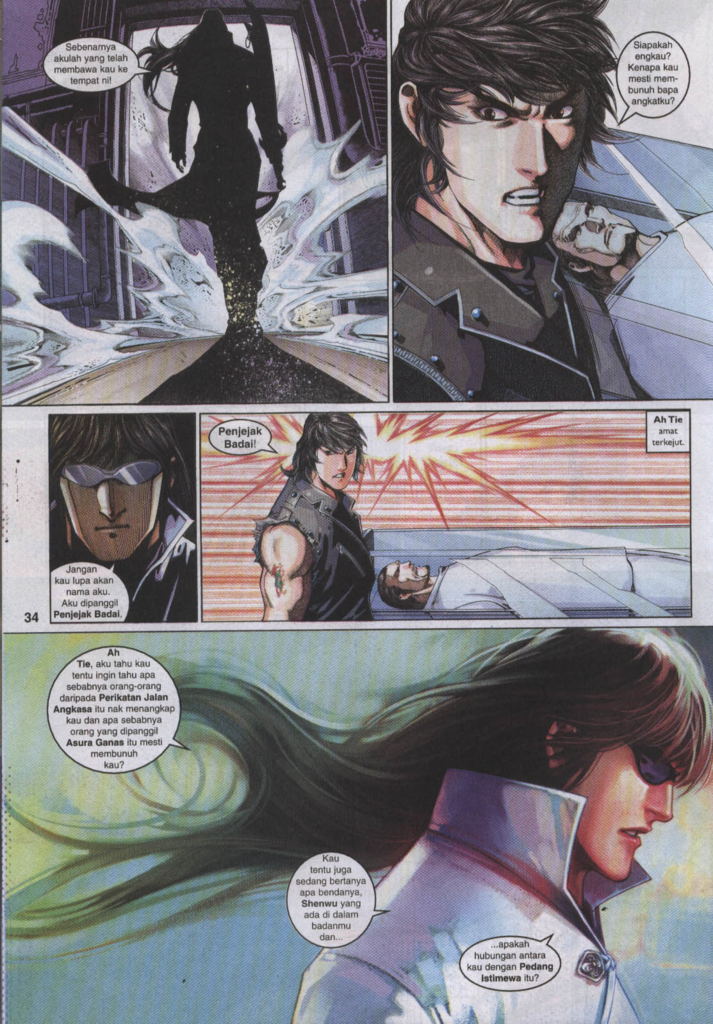 Sebenarnya
akulah yang telah
membawa kau ke
tempat ni!
Siapakah
engkau?
Kenapa kau
mesti mem-
bunuh bapa
angkatku?
Jangan
kau lupa akan
nama aku.
Aku dipanggil
Penjejak Badai.
Penjejak
Badai!
Ah Tie
amat
terkejut.
34
Ah
Tie, aku tahu kau
tentu ingin tahu apa
sebabnya orang-orang
daripada Perikatan Jalan
Angkasa itu nak menangkap
kau dan apa sebabnya
orang yang dipanggil
Asura Ganas itu mesti
membunuh
kau?
Kau
tentu juga
sedang bertanya
apa bendanya,
Shenwu yang
ada di dalam
badanmu
dan...
...apakah
hubungan antara
kau dengan Pedang
Istimewa itu?